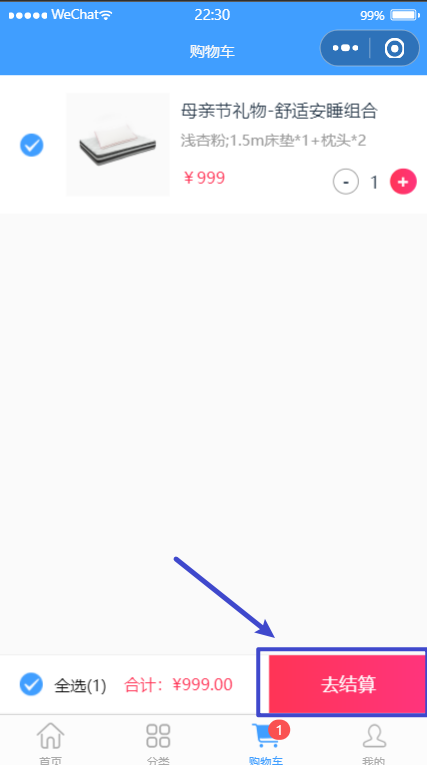 WeChat 22:30 99%
购物车
母亲节礼物-舒适安睡组合
浅杏粉;1.5m床垫*1+枕头*2
￥999 - 1 +
全选(1) 合计：¥999.00 去结算
1
首页 分类 购物车 我的